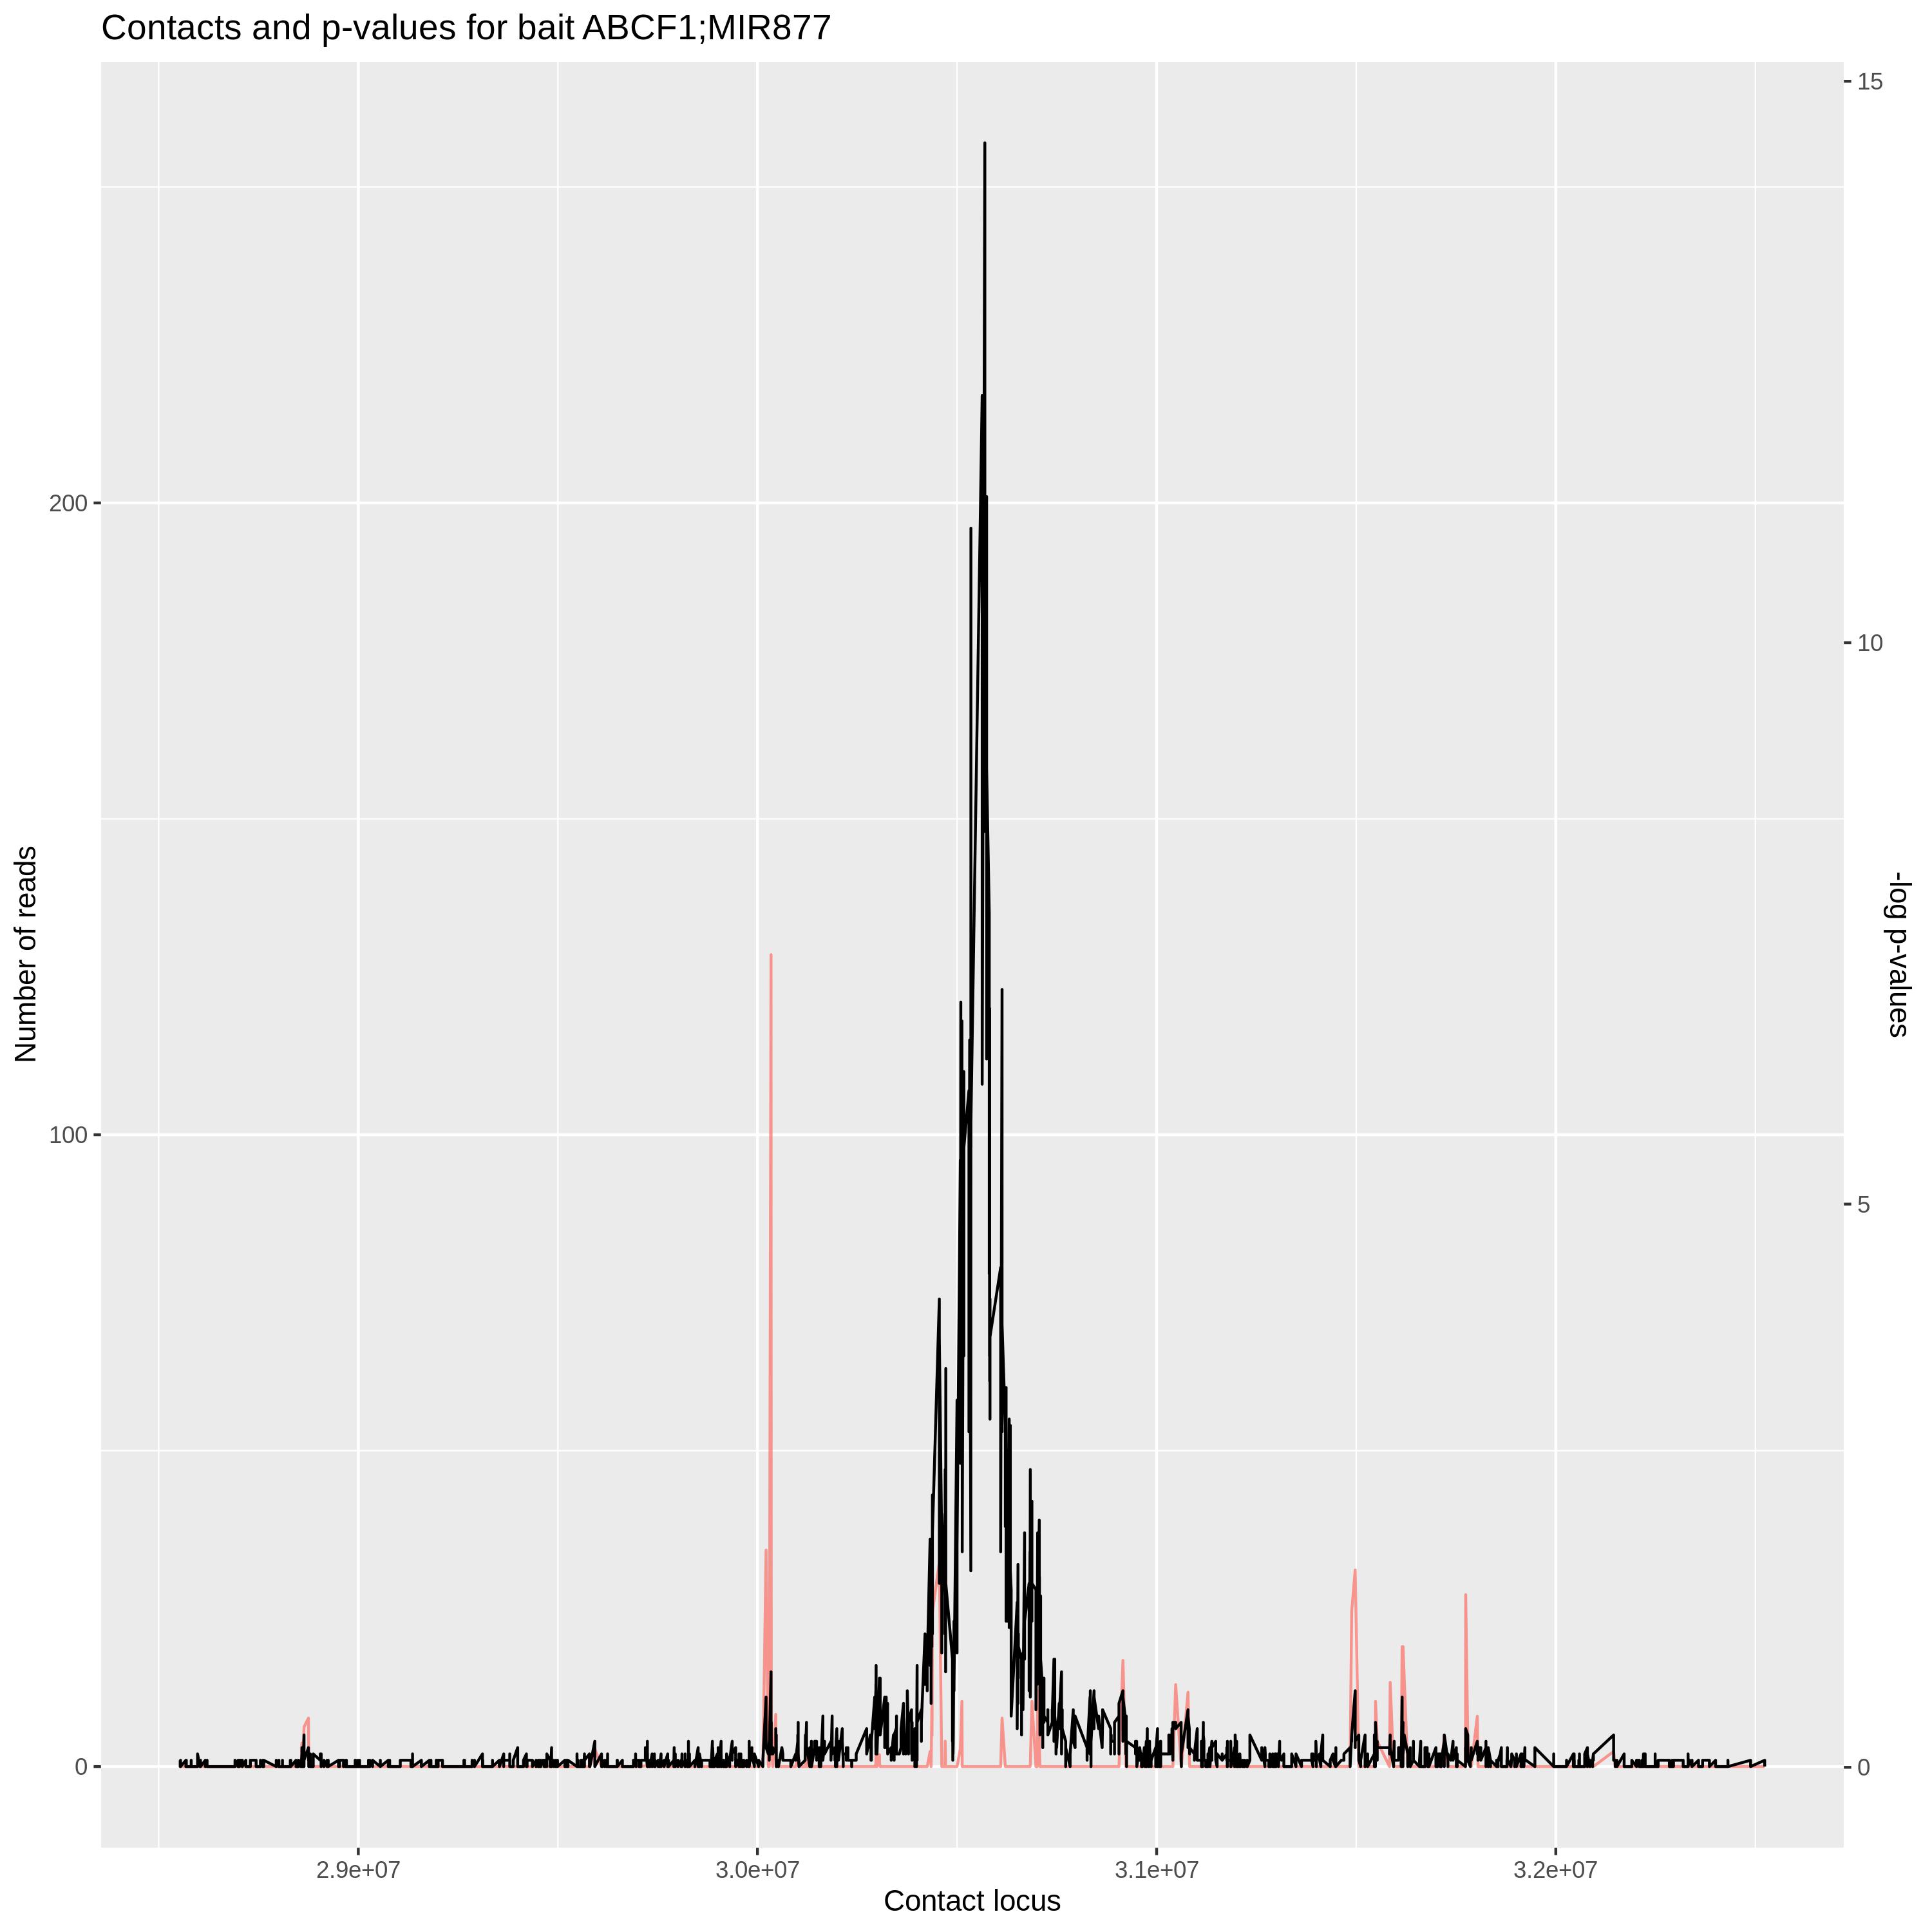 Contacts and p-values for bait ABCF1;MIR877
15
200
10
Number of reads
-log p-values
100
5
0
0
2.9e+07
3.0e+07
3.1e+07
3.2e+07
Contact locus